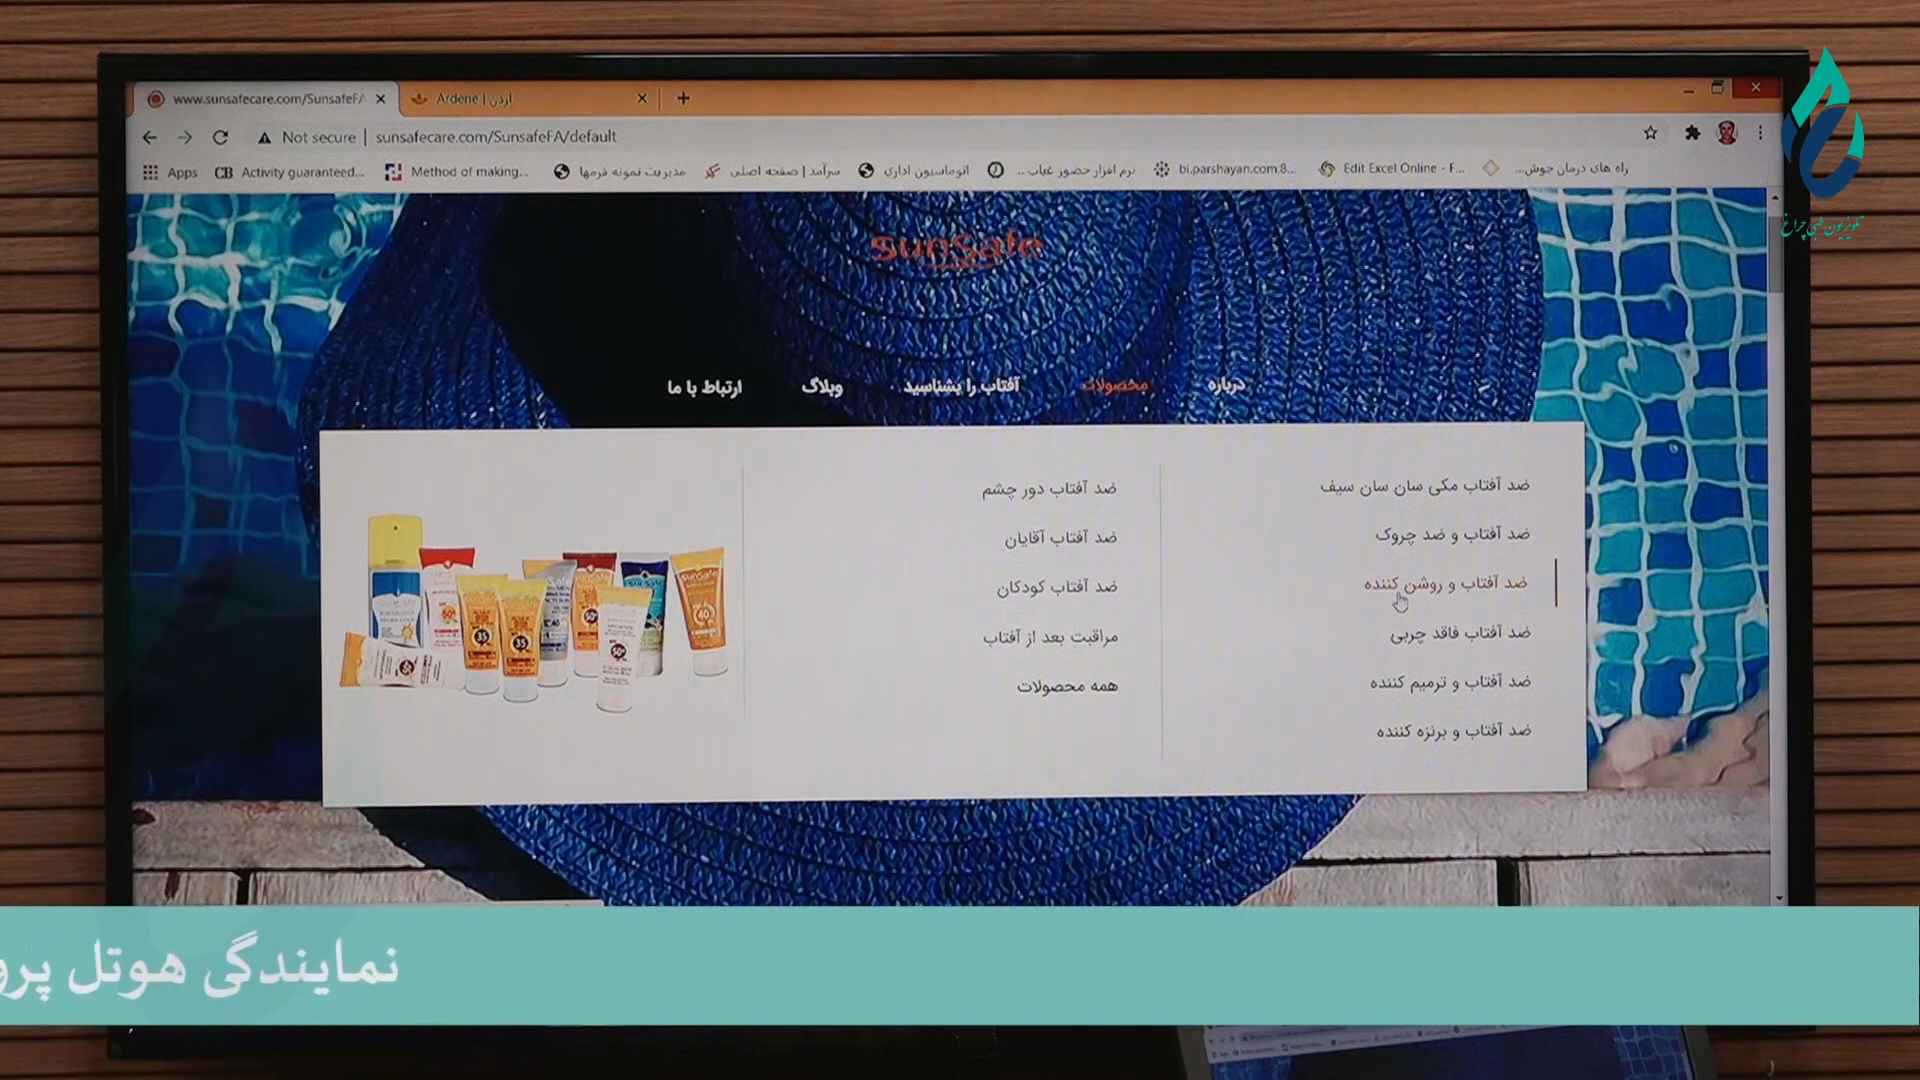 www.sunsafecare.com/SunsafeF/
Ardene | آردن
Not secure | sunsafecare.com/SunsafeFA/default
Apps
CB Activity guaranteed...
Method of making...
مدیریت نمونه فرمها
سرآمد | صفحه اصلی
اتوماسیون اداری
نرم افزار حضور غیاب...
bi.parshayan.com:8...
Edit Excel Online - F...
راه های درمان جوش...
تلویزیون طبی چراغ
sunsafe
درباره
محصولات
آفتاب را بشناسید
وبلاگ
ارتباط با ما
ضد آفتاب مکی سان سان سیف
ضد آفتاب و ضد چروک
ضد آفتاب و روشن کننده
ضد آفتاب فاقد چربی
ضد آفتاب و ترمیم کننده
ضد آفتاب و برنزه کننده
ضد آفتاب دور چشم
ضد آفتاب آقایان
ضد آفتاب کودکان
مراقبت بعد از آفتاب
همه محصولات
نمایندگی هوتل پرو